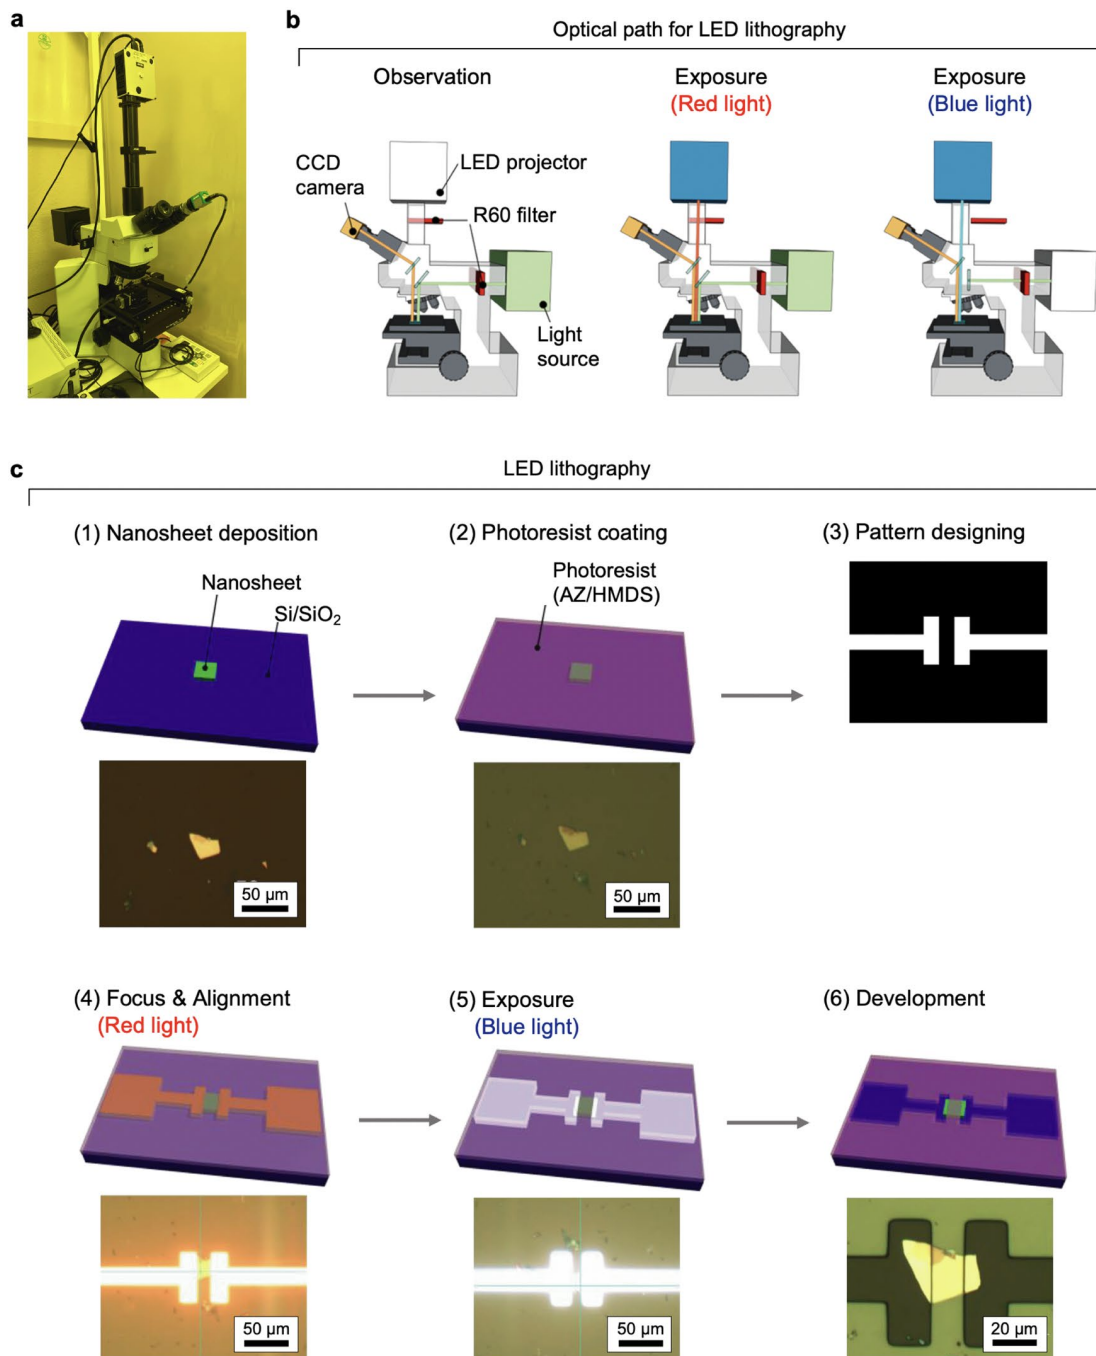 a
b
Optical path for LED lithography
Observation
Exposure
(Red light)
Exposure
(Blue light)
CCD
camera
LED projector
R60 filter
Light
source
c
LED lithography
(1) Nanosheet deposition
Nanosheet
Si/SiO₂
50 µm
(2) Photoresist coating
Photoresist
(AZ/HMDS)
50 µm
(3) Pattern designing
(4) Focus & Alignment
(Red light)
50 µm
(5) Exposure
(Blue light)
50 µm
(6) Development
20 µm